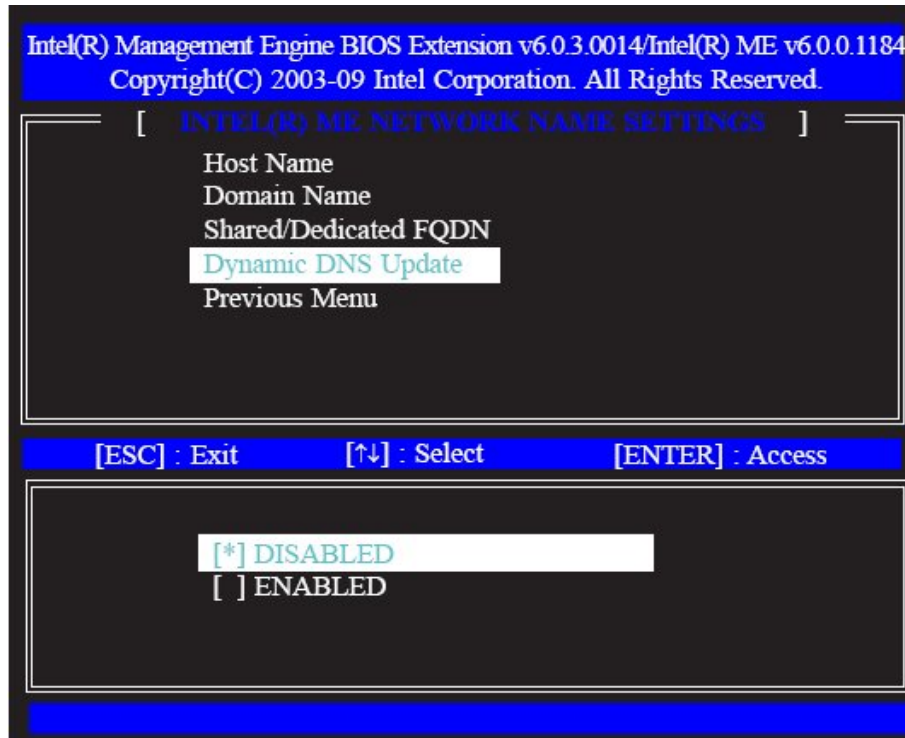 Intel(R) Management Engine BIOS Extension v6.0.3.0014/Intel(R) ME v6.0.0.1184
Copyright(C) 2003-09 Intel Corporation. All Rights Reserved.
[ INTEL(R) ME NETWORK NAME SETTINGS ]
Host Name
Domain Name
Shared/Dedicated FQDN
Dynamic DNS Update
Previous Menu
[ESC] : Exit [↑↓] : Select [ENTER] : Access
[*] DISABLED
[ ] ENABLED